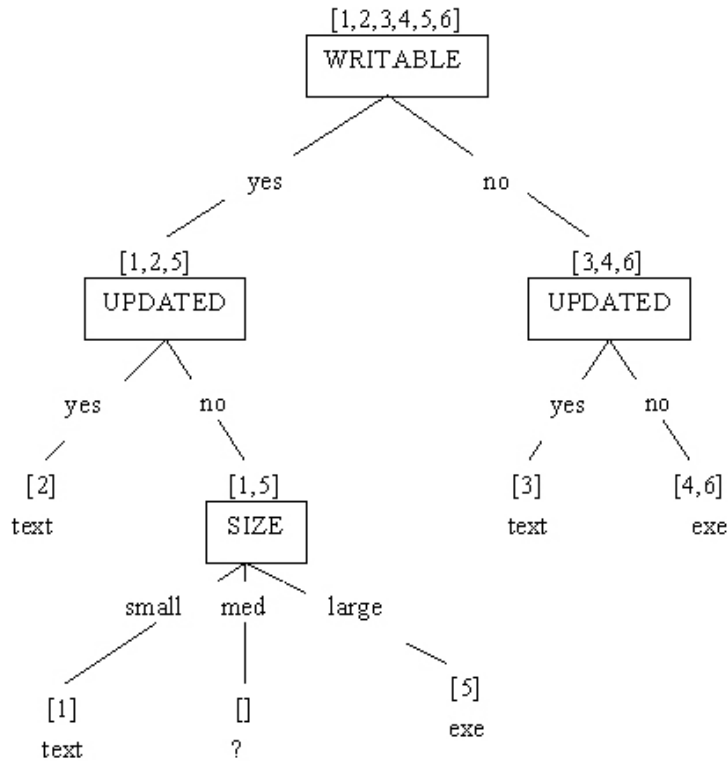 [1,2,3,4,5,6]
WRITABLE
yes
no
[1,2,5]
UPDATED
[3,4,6]
UPDATED
yes
no
yes
no
[2]
text
[1,5]
SIZE
[3]
text
[4,6]
exe
small
med
large
[1]
text
[]
?
[5]
exe